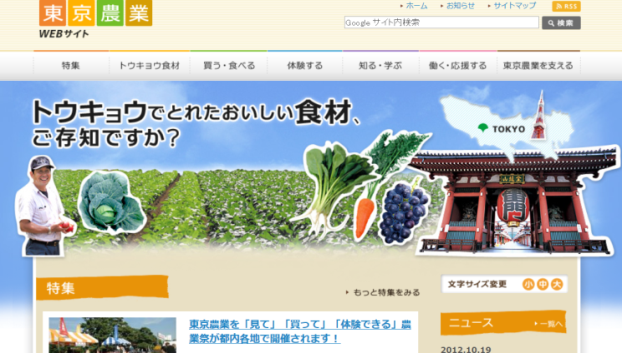 東京農業
WEBサイト
ホーム お知らせ サイトマップ RSS
Google サイト内検索 検索
特集 トウキョウ食材 買う・食べる 体験する 知る・学ぶ 働く・応援する 東京農業を支える
トウキョウでとれたおいしい食材、
ご存知ですか?
TOKYO
特集
もっと特集をみる
文字サイズ変更 小 中 大
東京農業を「見て」「買って」「体験できる」農
業祭が都内各地で開催されます!
ニュース 一覧へ
2012.10.19